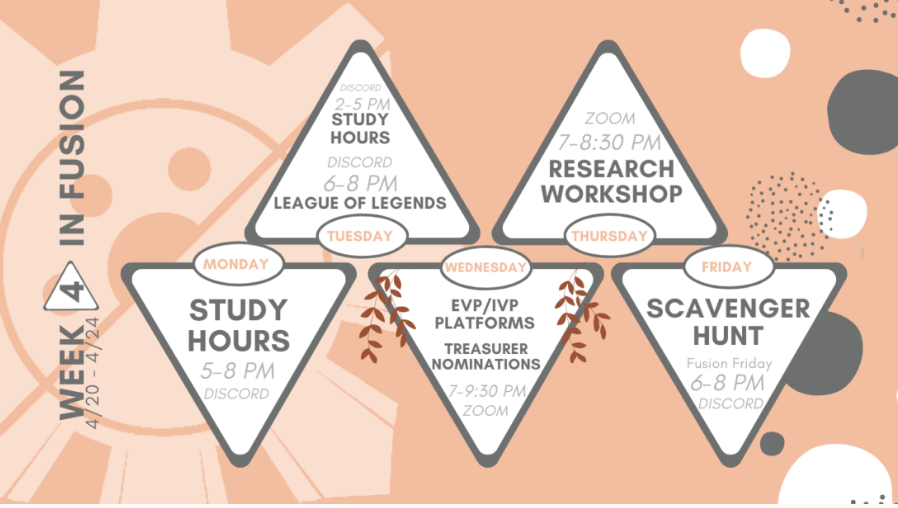 WEEK 4 IN FUSION
4/20 - 4/24
MONDAY
STUDY
HOURS
5-8 PM
DISCORD
DISCORD
2-5 PM
STUDY
HOURS
DISCORD
6-8 PM
LEAGUE OF LEGENDS
TUESDAY
WEDNESDAY
EVP/IVP
PLATFORMS
TREASURER
NOMINATIONS
7-9:30 PM
ZOOM
ZOOM
7-8:30 PM
RESEARCH
WORKSHOP
THURSDAY
FRIDAY
SCAVENGER
HUNT
Fusion Friday
6-8 PM
DISCORD